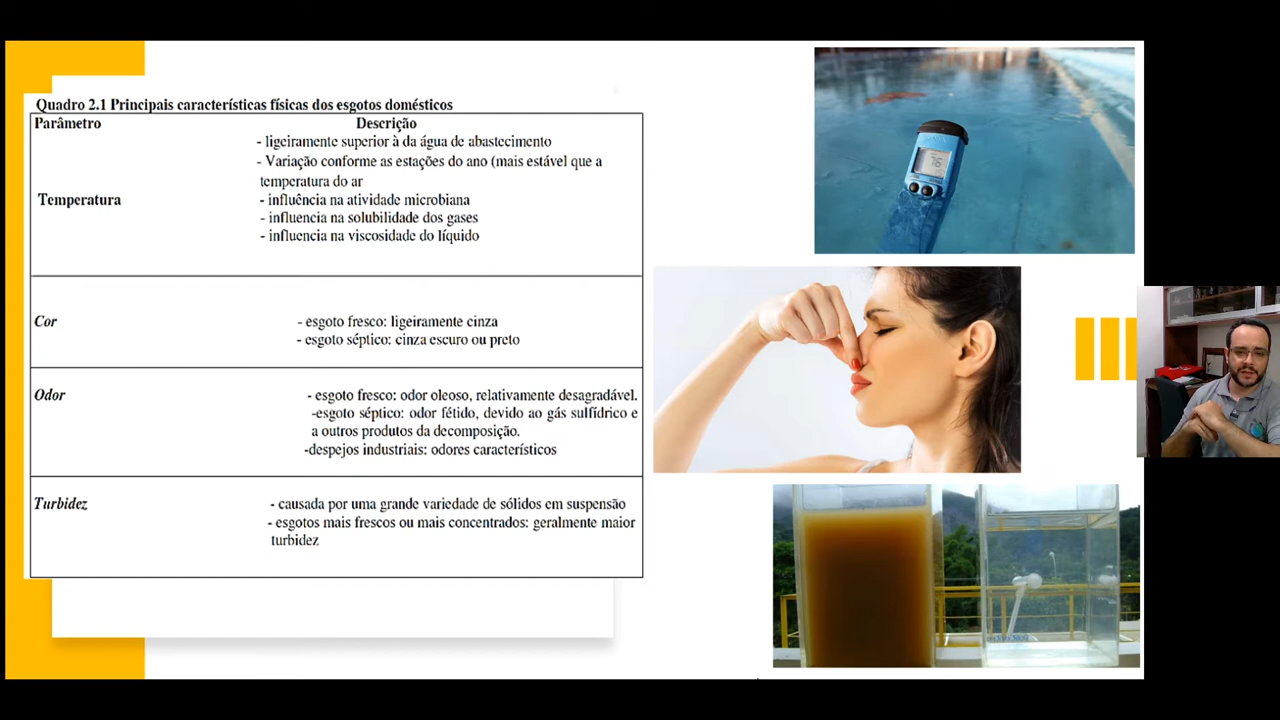 Quadro 2.1 Principais características físicas dos esgotos domésticos
Parâmetro Descrição
- ligeiramente superior à da água de abastecimento
- Variação conforme as estações do ano (mais estável que a
temperatura do ar
Temperatura - influência na atividade microbiana
- influencia na solubilidade dos gases
- influencia na viscosidade do líquido
Cor - esgoto fresco: ligeiramente cinza
- esgoto séptico: cinza escuro ou preto
Odor - esgoto fresco: odor oleoso, relativamente desagradável.
-esgoto séptico: odor fétido, devido ao gás sulfídrico e
a outros produtos da decomposição.
-despejos industriais: odores característicos
Turbidez - causada por uma grande variedade de sólidos em suspensão
- esgotos mais frescos ou mais concentrados: geralmente maior
turbidez
76